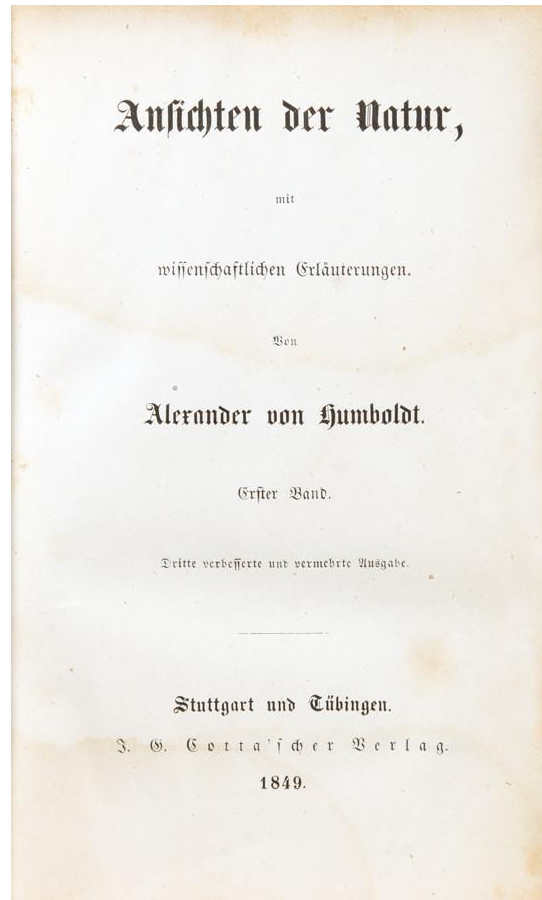 Ansichten der Natur,
mit
wissenschaftlichen Erläuterungen.
Von
Alexander von Humboldt.
Erster Band.
Dritte verbesserte und vermehrte Ausgabe.
Stuttgart und Tübingen.
J. G. Cotta'scher Verlag.
1849.